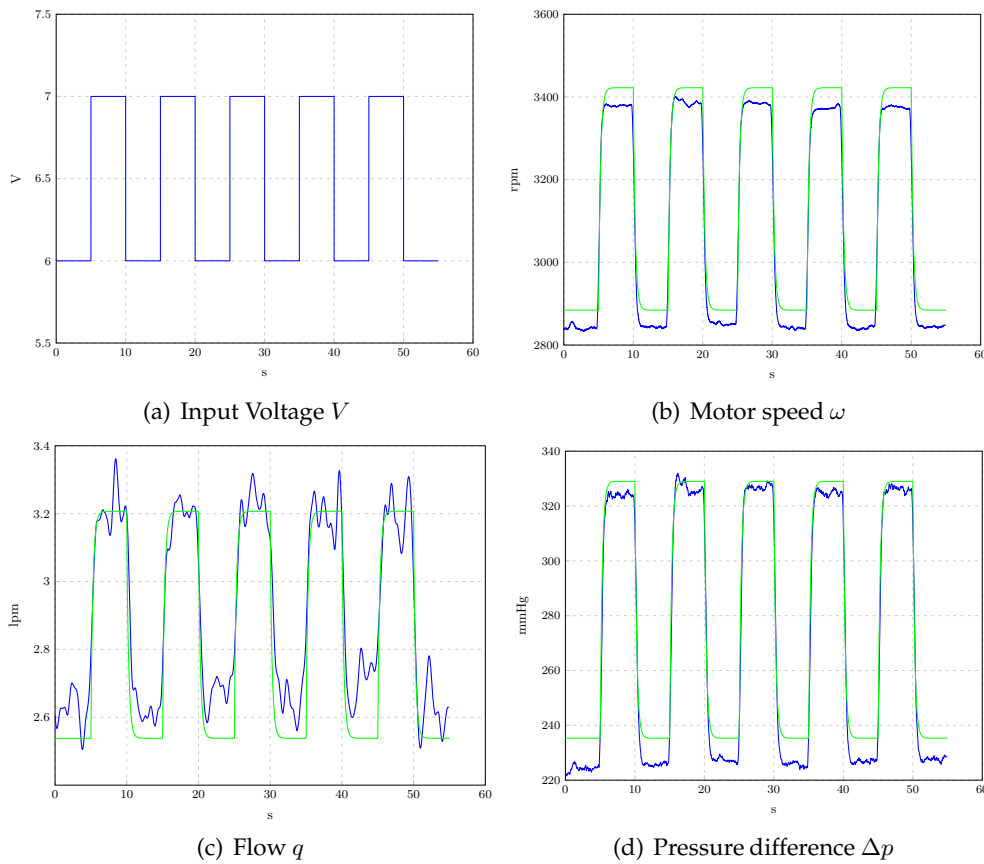 7.5
7
6.5
6
5.5
V
0 10 20 30 40 50 60
s
(a) Input Voltage V
3600
3400
3200
3000
2800
rpm
0 10 20 30 40 50 60
s
(b) Motor speed ω
3.4
3.2
3
2.8
2.6
lpm
0 10 20 30 40 50 60
s
(c) Flow q
340
320
300
280
260
240
220
mmHg
0 10 20 30 40 50 60
s
(d) Pressure difference Δp